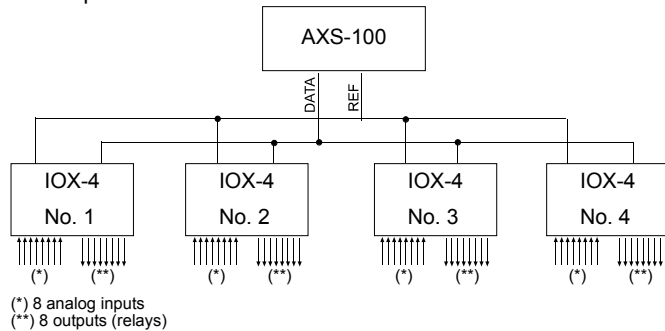 AXS-100
DATA
REF
IOX-4 IOX-4 IOX-4 IOX-4
No. 1 No. 2 No. 3 No. 4
(*) (**) (*) (**) (*) (**) (*) (**)
(*) 8 analog inputs
(**) 8 outputs (relays)